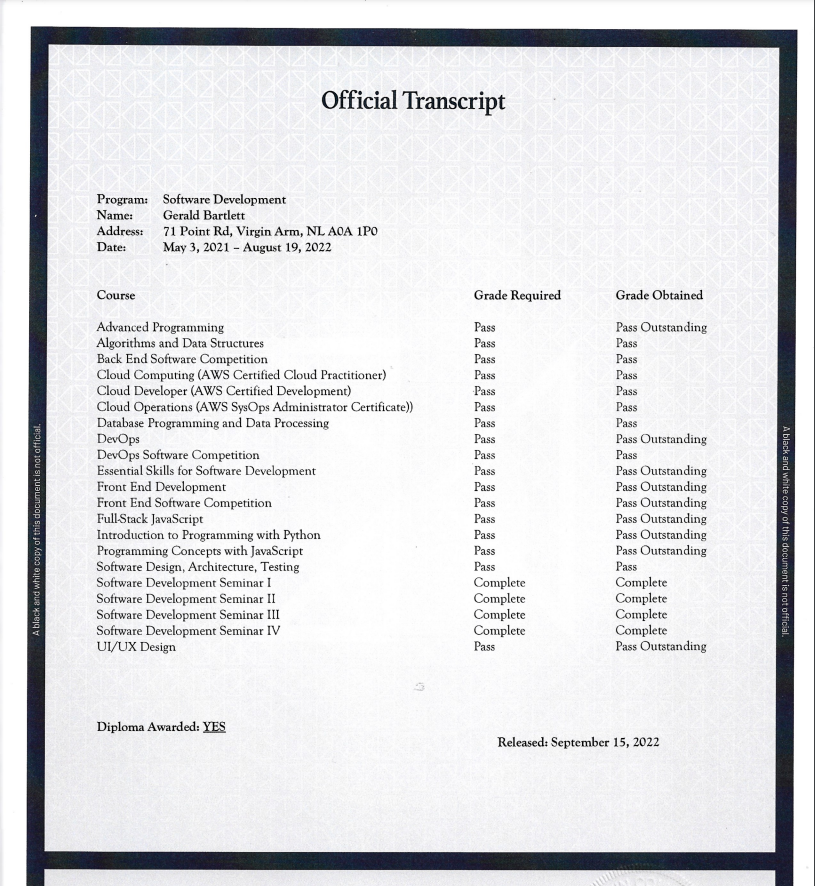 Official Transcript
Program: Software Development
Name: Gerald Bartlett
Address: 71 Point Rd, Virgin Arm, NL A0A 1P0
Date: May 3, 2021 – August 19, 2022
Course Grade Required Grade Obtained
Advanced Programming Pass Pass Outstanding
Algorithms and Data Structures Pass Pass
Back End Software Competition Pass Pass
Cloud Computing (AWS Certified Cloud Practitioner) Pass Pass
Cloud Developer (AWS Certified Development) Pass Pass
Cloud Operations (AWS SysOps Administrator Certificate)) Pass Pass
Database Programming and Data Processing Pass Pass
DevOps Pass Pass Outstanding
DevOps Software Competition Pass Pass
Essential Skills for Software Development Pass Pass Outstanding
Front End Development Pass Pass Outstanding
Front End Software Competition Pass Pass Outstanding
Full-Stack JavaScript Pass Pass Outstanding
Introduction to Programming with Python Pass Pass Outstanding
Programming Concepts with JavaScript Pass Pass Outstanding
Software Design, Architecture, Testing Pass Pass
Software Development Seminar I Complete Complete
Software Development Seminar II Complete Complete
Software Development Seminar III Complete Complete
Software Development Seminar IV Complete Complete
UI/UX Design Pass Pass Outstanding
Diploma Awarded: YES
Released: September 15, 2022
A black and white copy of this document is not official.
A black and white copy of this document is not official.